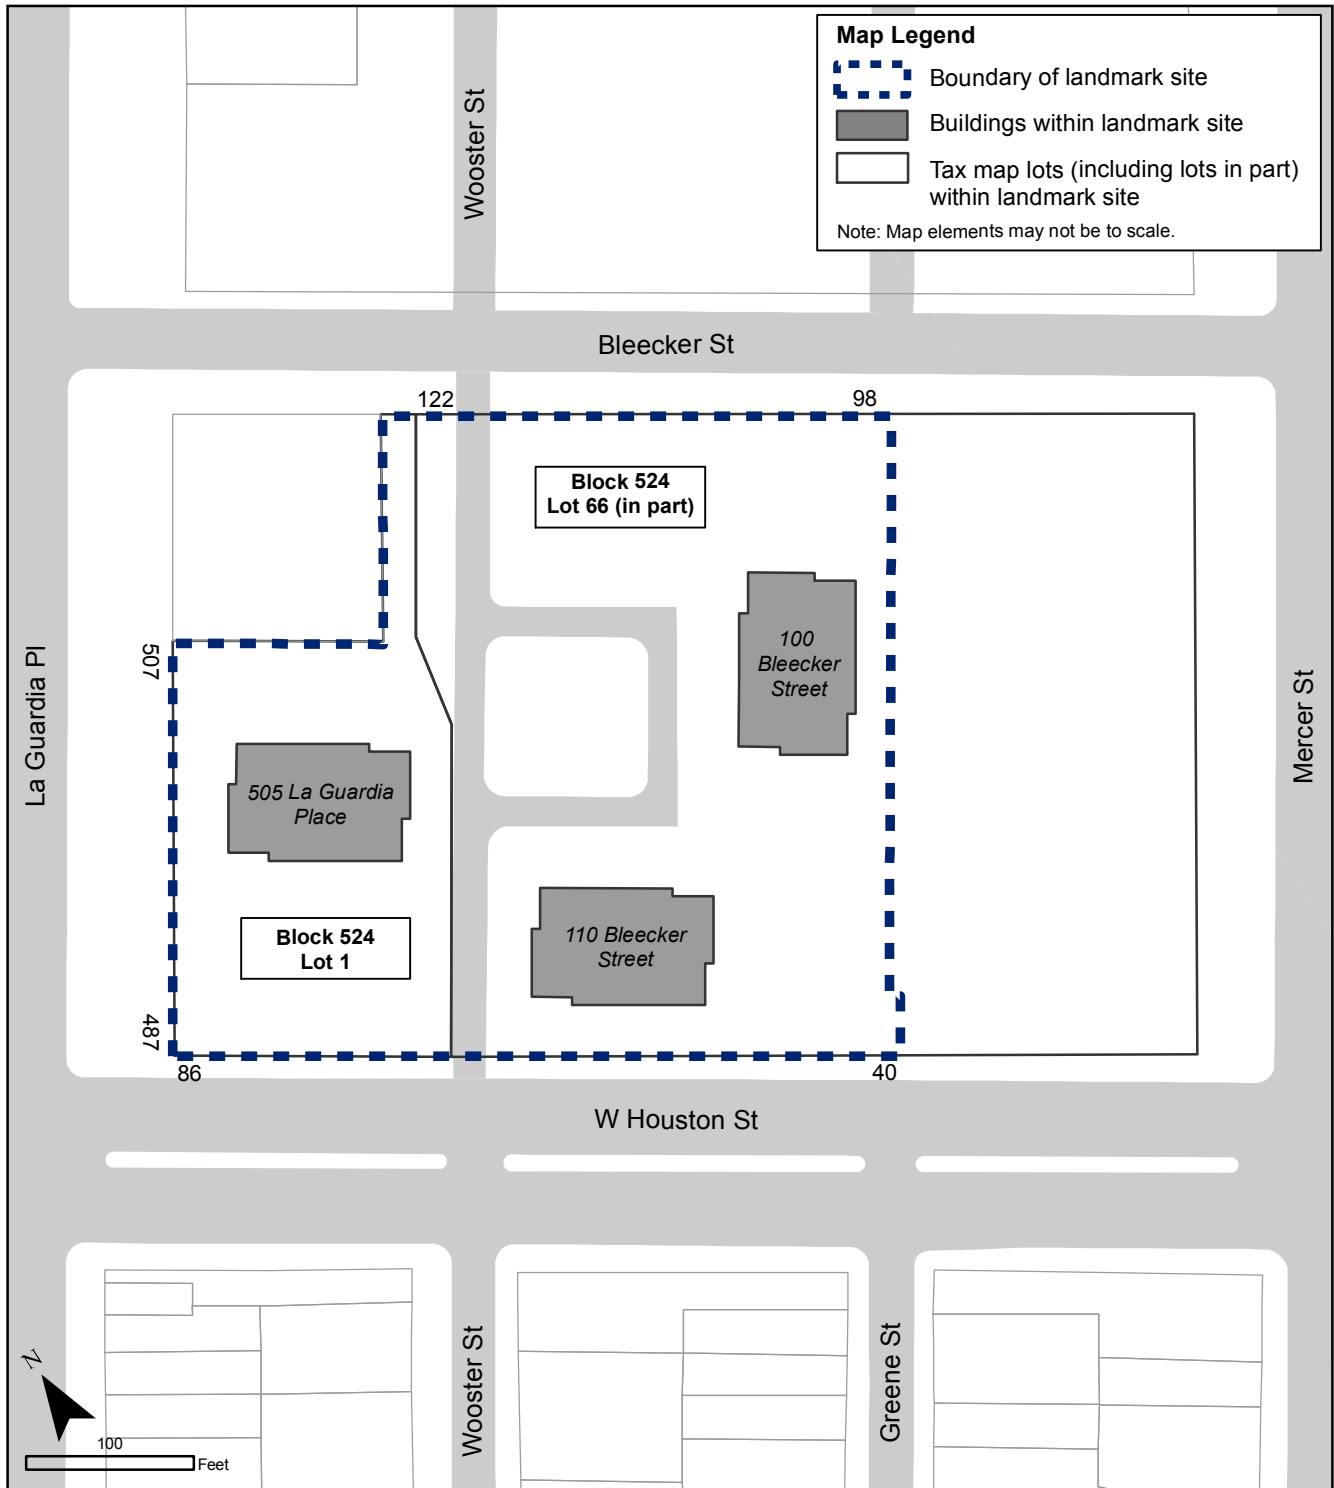 Map Legend
Boundary of landmark site
Buildings within landmark site
Tax map lots (including lots in part)
within landmark site
Note: Map elements may not be to scale.
Wooster St
Bleecker St
122
98
Block 524
Lot 66 (in part)
507
La Guardia Pl
100
Bleecker
Street
Mercer St
505 La Guardia
Place
110 Bleecker
Street
Block 524
Lot 1
487
86
40
W Houston St
Wooster St
Greene St
N
100
Feet